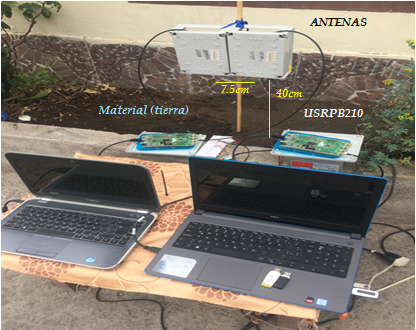 ANTENAS
7.5cm
40cm
Material (tierra)
USRPB210